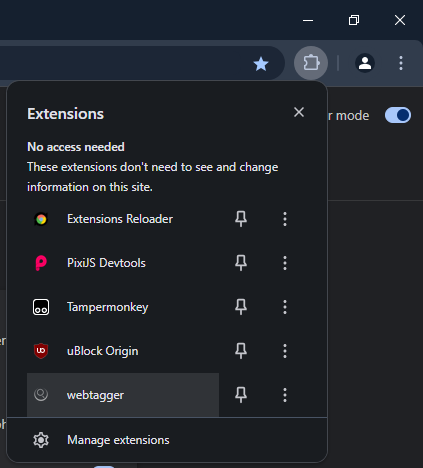 Extensions
r mode
No access needed
These extensions don't need to see and change
information on this site.
Extensions Reloader
PixiJS Devtools
Tampermonkey
uBlock Origin
webtagger
Manage extensions